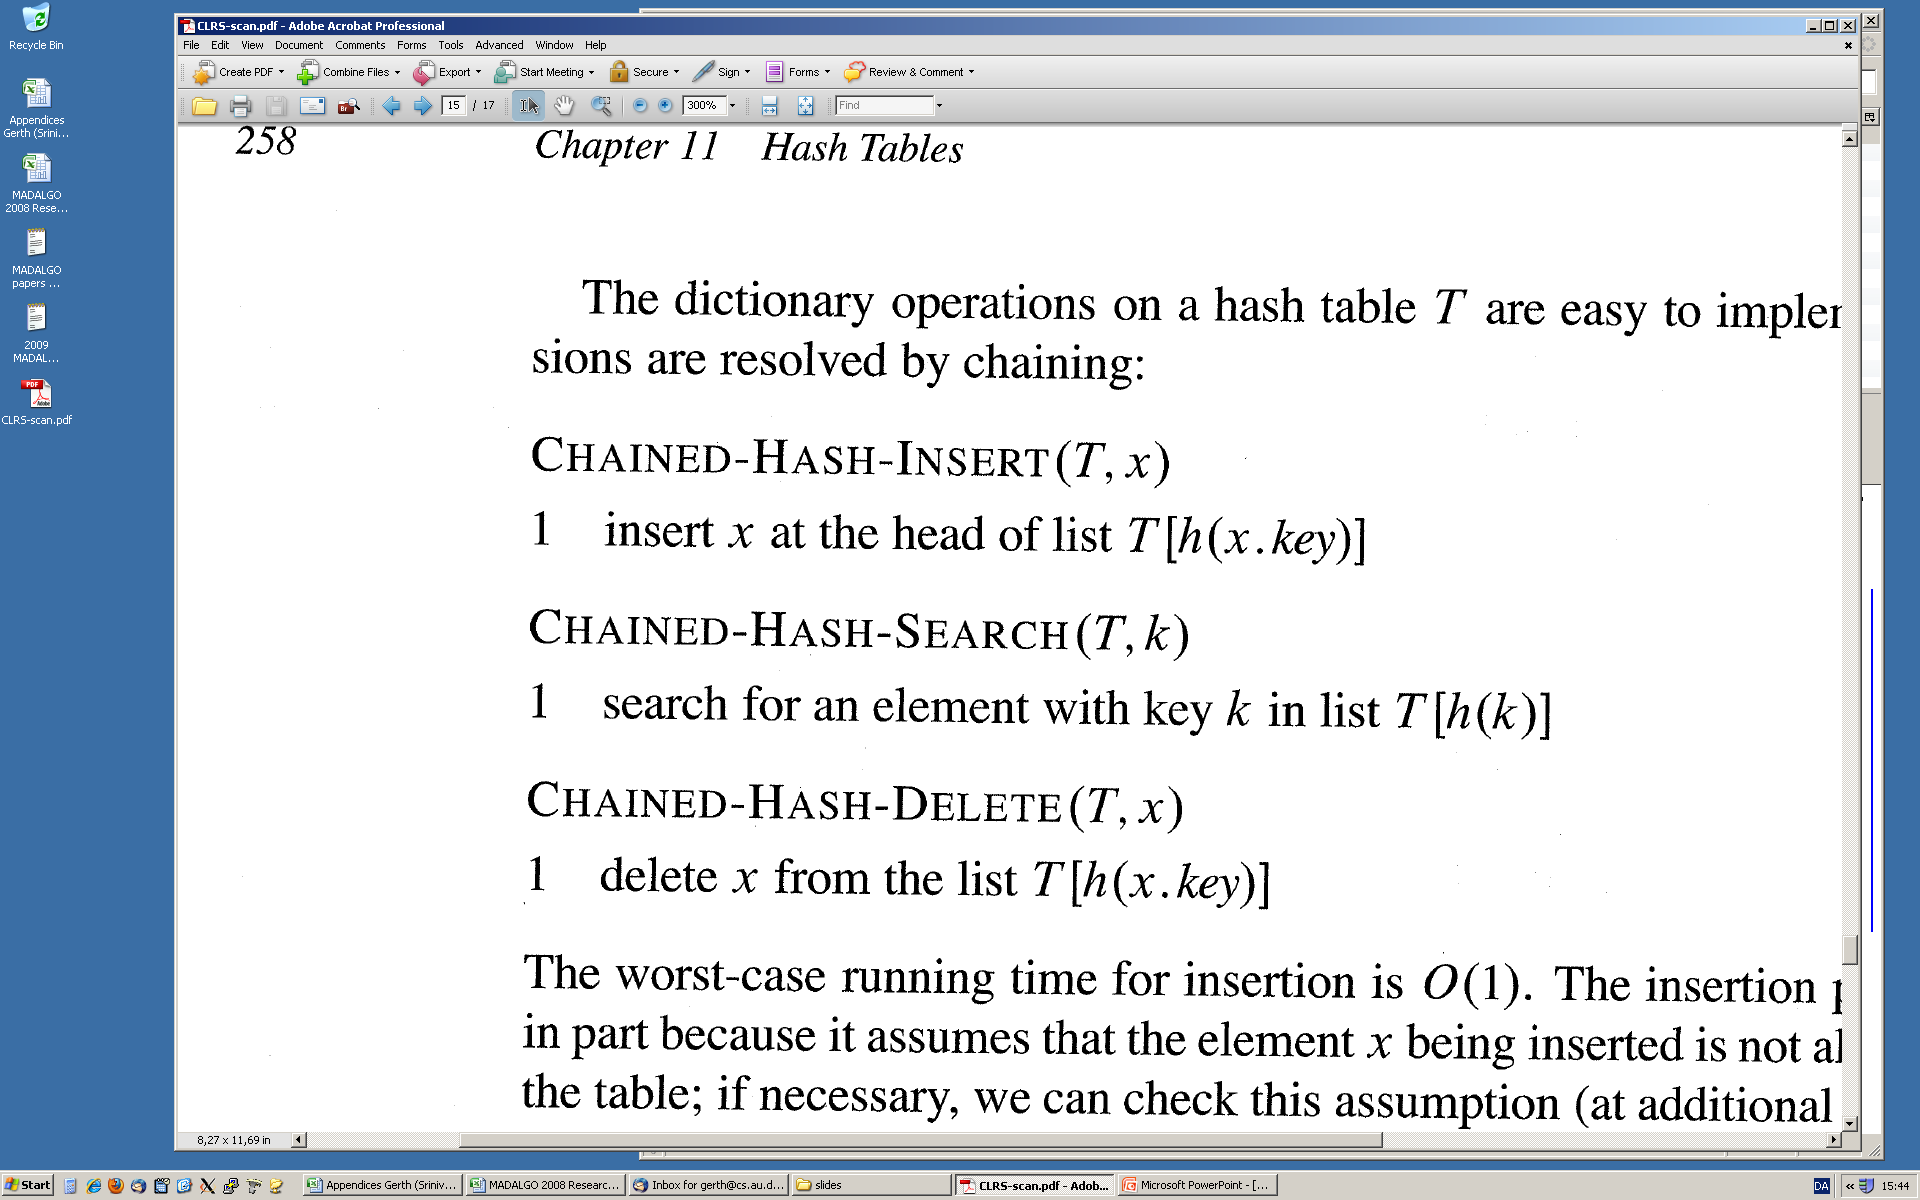 Recycle Bin
Appendices
Gerth (Srini...
MADALGO
2008 Rese...
MADALGO
papers ...
2009
MADAL...
CLRS-scan.pdf
CLRS-scan.pdf - Adobe Acrobat Professional
File Edit View Document Comments Forms Tools Advanced Window Help
Create PDF Combine Files Export Start Meeting Secure Sign Forms Review & Comment
15 / 17 300% Find
258 Chapter 11 Hash Tables
The dictionary operations on a hash table T are easy to implem
sions are resolved by chaining:
CHAINED-HASH-INSERT(T, x)
1 insert x at the head of list T[h(x.key)]
CHAINED-HASH-SEARCH(T, k)
1 search for an element with key k in list T[h(k)]
CHAINED-HASH-DELETE(T, x)
1 delete x from the list T[h(x.key)]
The worst-case running time for insertion is O(1). The insertion p
in part because it assumes that the element x being inserted is not al
the table; if necessary, we can check this assumption (at additional
8,27 x 11,69 in
Start Appendices Gerth (Sriniv... MADALGO 2008 Researc... Inbox for gerth@cs.au.d... slides CLRS-scan.pdf - Adob... Microsoft PowerPoint - [... DA « 15:44